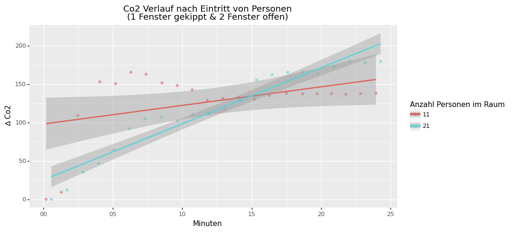 Co2 Verlauf nach Eintritt von Personen
(1 Fenster gekippt & 2 Fenster offen)
Δ Co2
200
150
100
50
0
00
05
10
15
20
25
Minuten
Anzahl Personen im Raum
11
21